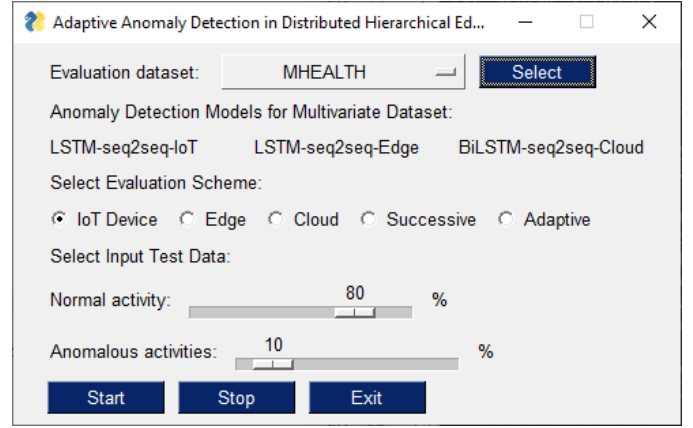 Adaptive Anomaly Detection in Distributed Hierarchical Ed...
Evaluation dataset: MHEALTH Select
Anomaly Detection Models for Multivariate Dataset:
LSTM-seq2seq-IoT LSTM-seq2seq-Edge BiLSTM-seq2seq-Cloud
Select Evaluation Scheme:
IoT Device Edge Cloud Successive Adaptive
Select Input Test Data:
Normal activity: 80 %
Anomalous activities: 10 %
Start Stop Exit